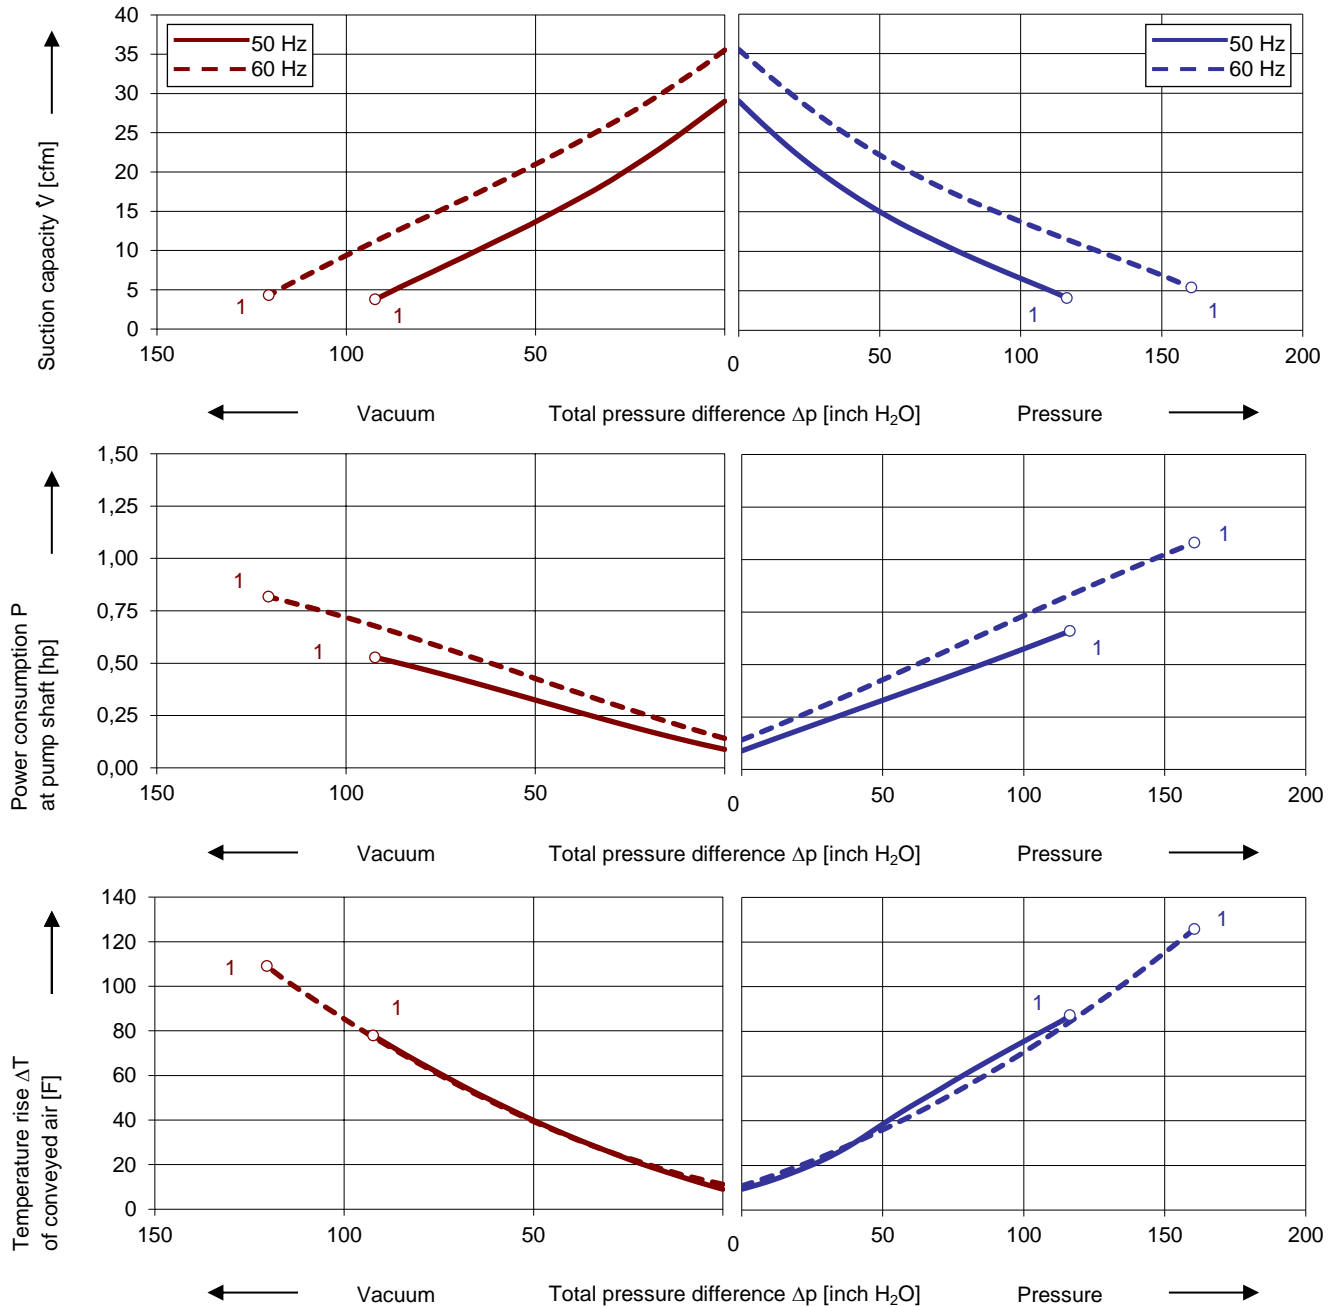 40
35
30
25
20
15
10
5
0
Suction capacity V̇ [cfm]
50 Hz
60 Hz
50 Hz
60 Hz
1
1
1
1
150 100 50 0 50 100 150 200
Vacuum Total pressure difference Δp [inch H₂O] Pressure
1,50
1,25
1,00
0,75
0,50
0,25
0,00
Power consumption P
at pump shaft [hp]
1
1
1
1
150 100 50 0 50 100 150 200
Vacuum Total pressure difference Δp [inch H₂O] Pressure
140
120
100
80
60
40
20
0
Temperature rise ΔT
of conveyed air [F]
1
1
1
1
150 100 50 0 50 100 150 200
Vacuum Total pressure difference Δp [inch H₂O] Pressure